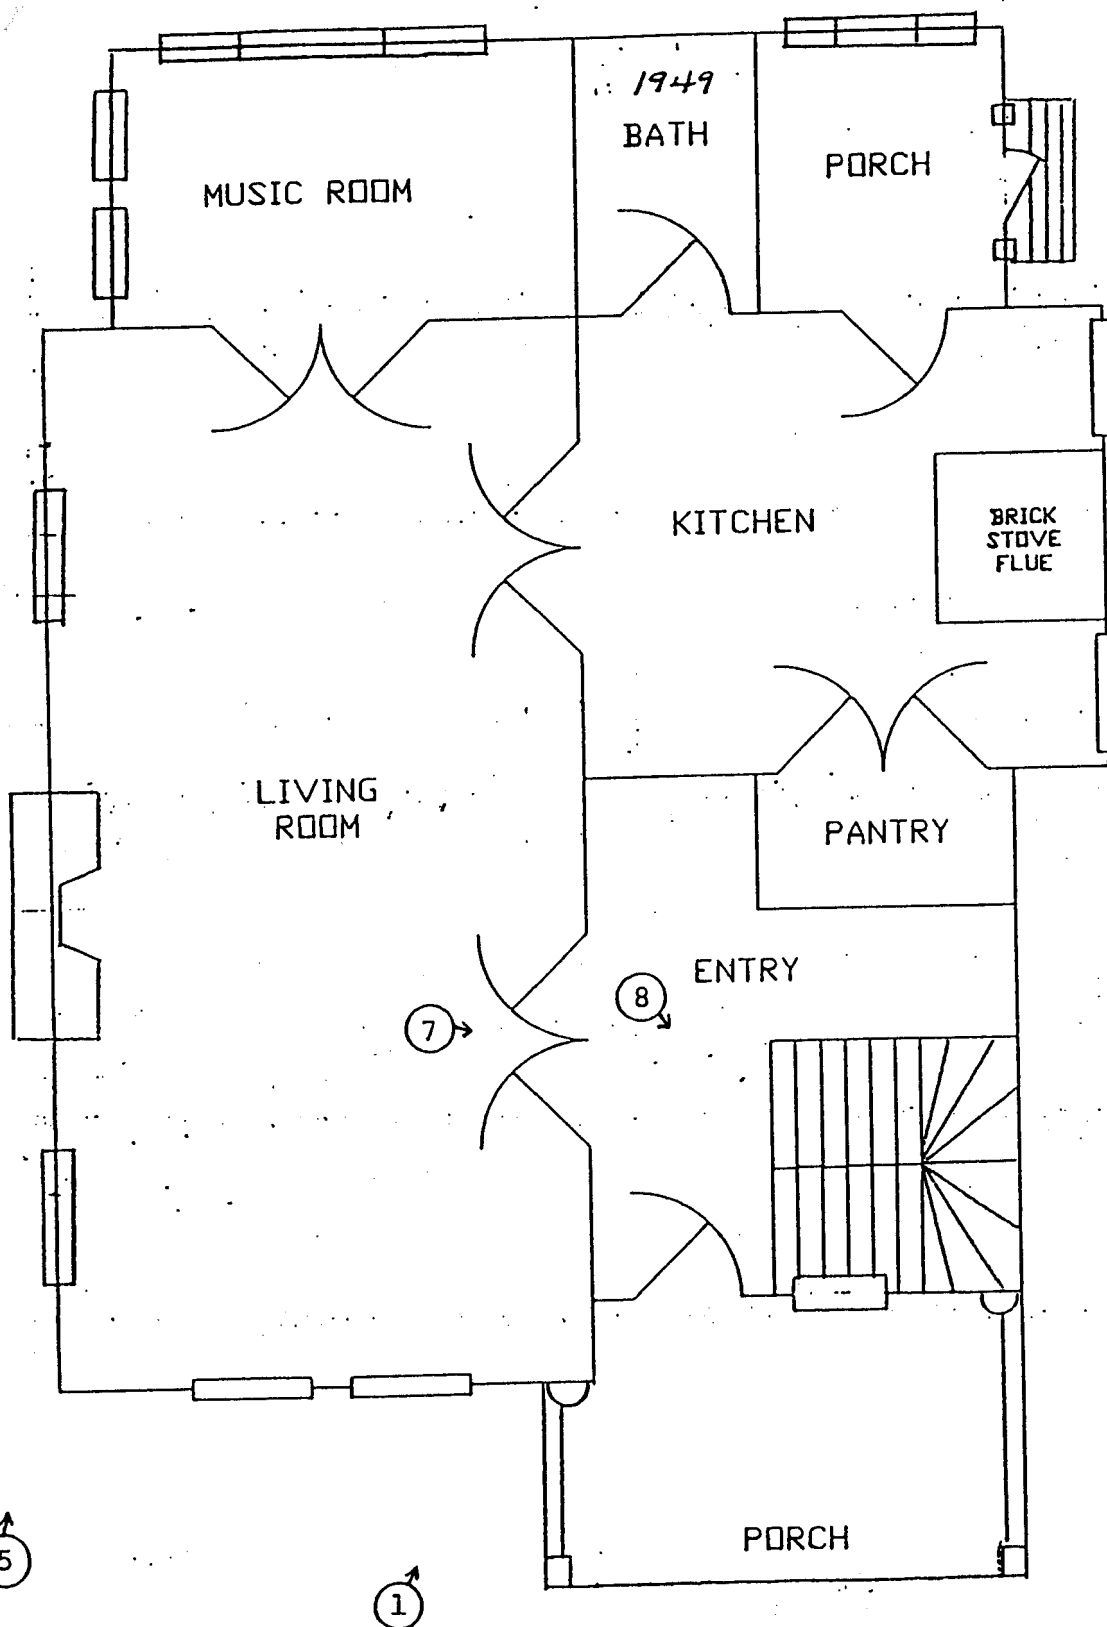 1949
BATH
PORCH
MUSIC ROOM
KITCHEN
BRICK
STOVE
FLUE
LIVING
ROOM
PANTRY
ENTRY
8
7
PORCH
5
1